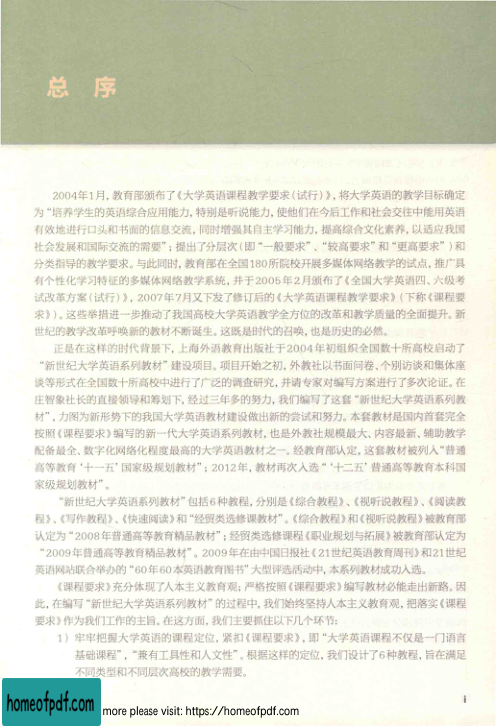 总 序
2004年1月，教育部颁布了《大学英语课程教学要求（试行）》，将大学英语的教学目标确定
为“培养学生的英语综合应用能力，特别是听说能力，使他们在今后工作和社会交往中能用英语
有效地进行口头和书面的信息交流，同时增强其自主学习能力，提高综合文化素养，以适应我国
社会发展和国际交流的需要”；提出了分层次（即“一般要求”、“较高要求”和“更高要求”）和
分类指导的教学要求。与此同时，教育部在全国180所院校开展多媒体网络教学的试点，推广具
有个性化学习特征的多媒体网络教学系统，并于2005年2月颁布了《全国大学英语四、六级考
试改革方案（试行）》，2007年7月又下发了修订后的《大学英语课程教学要求》（下称《课程要
求》）。这些举措进一步推动了我国高校大学英语教学全方位的改革和教学质量的全面提升。新
世纪的教学改革呼唤新的教材不断诞生。这既是时代的召唤，也是历史的必然。
正是在这样的时代背景下，上海外语教育出版社于2004年初组织全国数十所高校启动了
“新世纪大学英语系列教材”建设项目。项目开始之初，外教社以书面问卷、个别访谈和集体座
谈等形式在全国数十所高校中进行了广泛的调查研究，并请专家对编写方案进行了多次论证。在
庄智象社长的直接领导和筹划下，经过三年多的努力，我们编写了这套“新世纪大学英语系列教
材”，力图为新形势下的我国大学英语教材建设做出新的尝试和努力。本套教材是国内首套完全
按照《课程要求》编写的新一代大学英语系列教材，也是外教社规模最大、内容最新、辅助教学
配备最全、数字化网络化程度最高的大学英语教材之一。经教育部认定，这套教材被列入“普通
高等教育‘十一五’国家级规划教材”；2012年，教材再次入选“‘十二五’普通高等教育本科国
家级规划教材”。
“新世纪大学英语系列教材”包括6种教程，分别是《综合教程》、《视听说教程》、《阅读教
程》、《写作教程》、《快速阅读》和“经贸类选修课教材”。《综合教程》和《视听说教程》被教育部
认定为“2008年普通高等教育精品教材”；经贸类选修课程《职业规划与拓展》被教育部认定为
“2009年普通高等教育精品教材”。2009年在由中国日报社《21世纪英语教育周刊》和21世纪
英语网站联合举办的“60年60本英语教育图书”大型评选活动中，本系列教材成功入选。
《课程要求》充分体现了人本主义教育观；严格按照《课程要求》编写教材必能走出新路。因
此，在编写“新世纪大学英语系列教材”的过程中，我们始终坚持人本主义教育观，把落实《课程
要求》作为我们工作的主旨。在这方面，我们主要抓住以下几个环节：
1）牢牢把握大学英语的课程定位，紧扣《课程要求》，即“大学英语课程不仅是一门语言
基础课程”，“兼有工具性和人文性”。根据这样的定位，我们设计了6种教程，旨在满足
不同类型和不同层次高校的教学需要。
i
homeofpdf.com
more please visit: https://homeofpdf.com